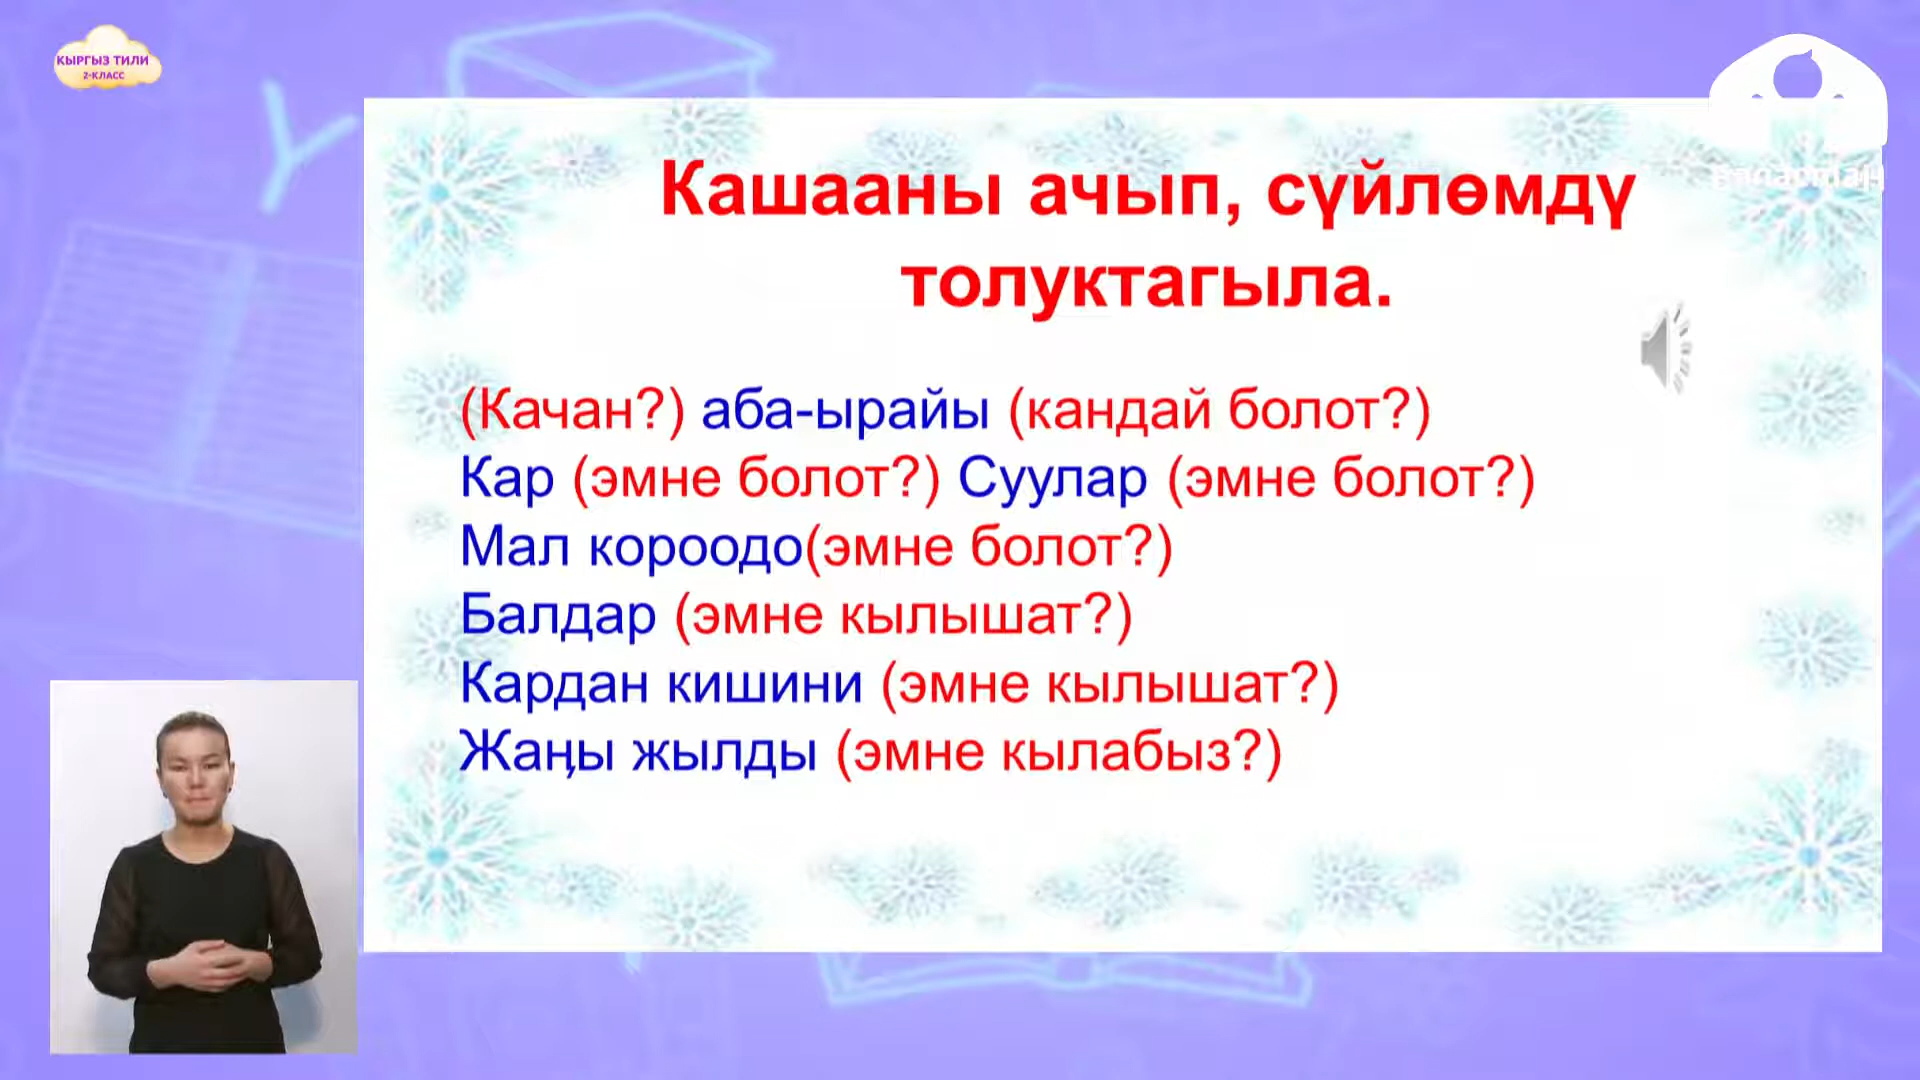 КЫРГЫЗ ТИЛИ
2-КЛАСС
Кашааны ачып, сүйлөмдү
толуктагыла.
(Качан?) аба-ырайы (кандай болот?)
Кар (эмне болот?) Суулар (эмне болот?)
Мал короодо(эмне болот?)
Балдар (эмне кылышат?)
Кардан кишини (эмне кылышат?)
Жаңы жылды (эмне кылабыз?)